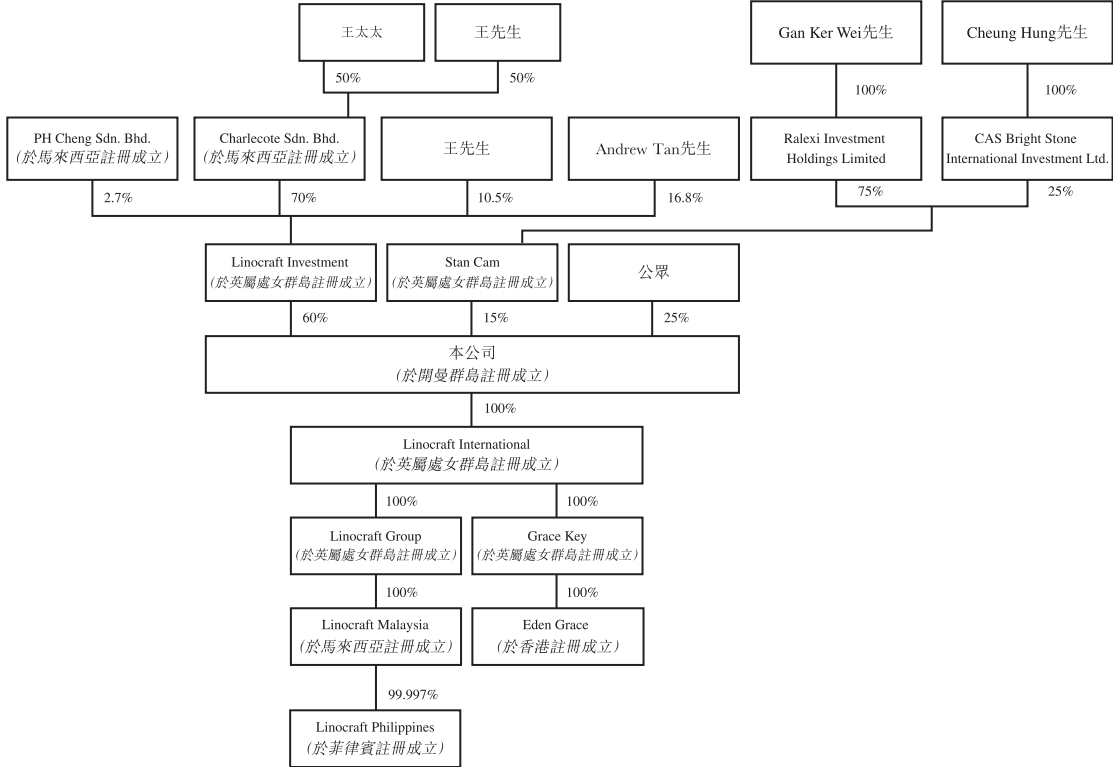 王太太
王先生
Gan Ker Wei先生
Cheung Hung先生
50%
50%
100%
100%
PH Cheng Sdn. Bhd.
(於馬來西亞註冊成立)
Charlecote Sdn. Bhd.
(於馬來西亞註冊成立)
王先生
Andrew Tan先生
Ralexi Investment
Holdings Limited
CAS Bright Stone
International Investment Ltd.
2.7%
70%
10.5%
16.8%
75%
25%
Linocraft Investment
(於英屬處女群島註冊成立)
Stan Cam
(於英屬處女群島註冊成立)
公眾
60%
15%
25%
本公司
(於開曼群島註冊成立)
100%
Linocraft International
(於英屬處女群島註冊成立)
100%
100%
Linocraft Group
(於英屬處女群島註冊成立)
Grace Key
(於英屬處女群島註冊成立)
100%
100%
Linocraft Malaysia
(於馬來西亞註冊成立)
Eden Grace
(於香港註冊成立)
99.997%
Linocraft Philippines
(於菲律賓註冊成立)